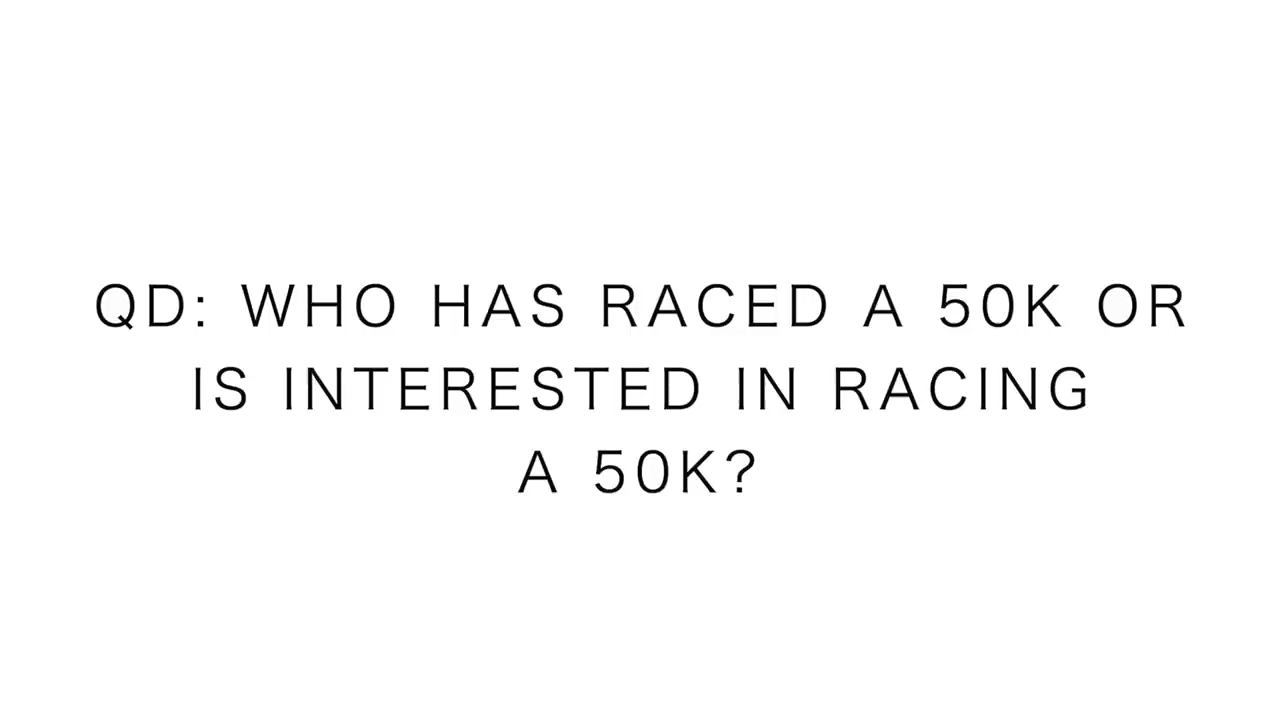 QD: WHO HAS RACED A 50K OR
IS INTERESTED IN RACING
A 50K?